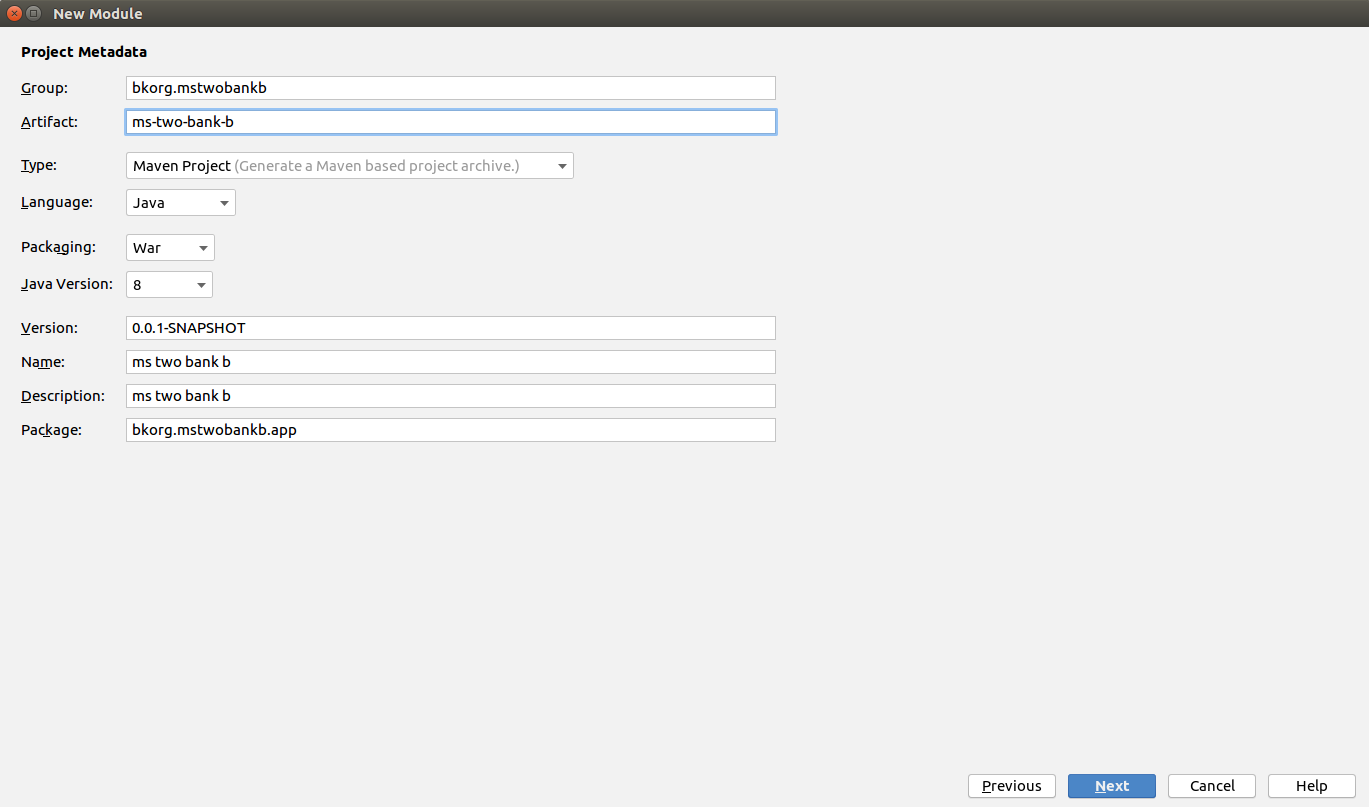 New Module
Project Metadata
Group: bkorg.mstwobankb
Artifact: ms-two-bank-b
Type: Maven Project (Generate a Maven based project archive.)
Language: Java
Packaging: War
Java Version: 8
Version: 0.0.1-SNAPSHOT
Name: ms two bank b
Description: ms two bank b
Package: bkorg.mstwobankb.app
Previous Next Cancel Help